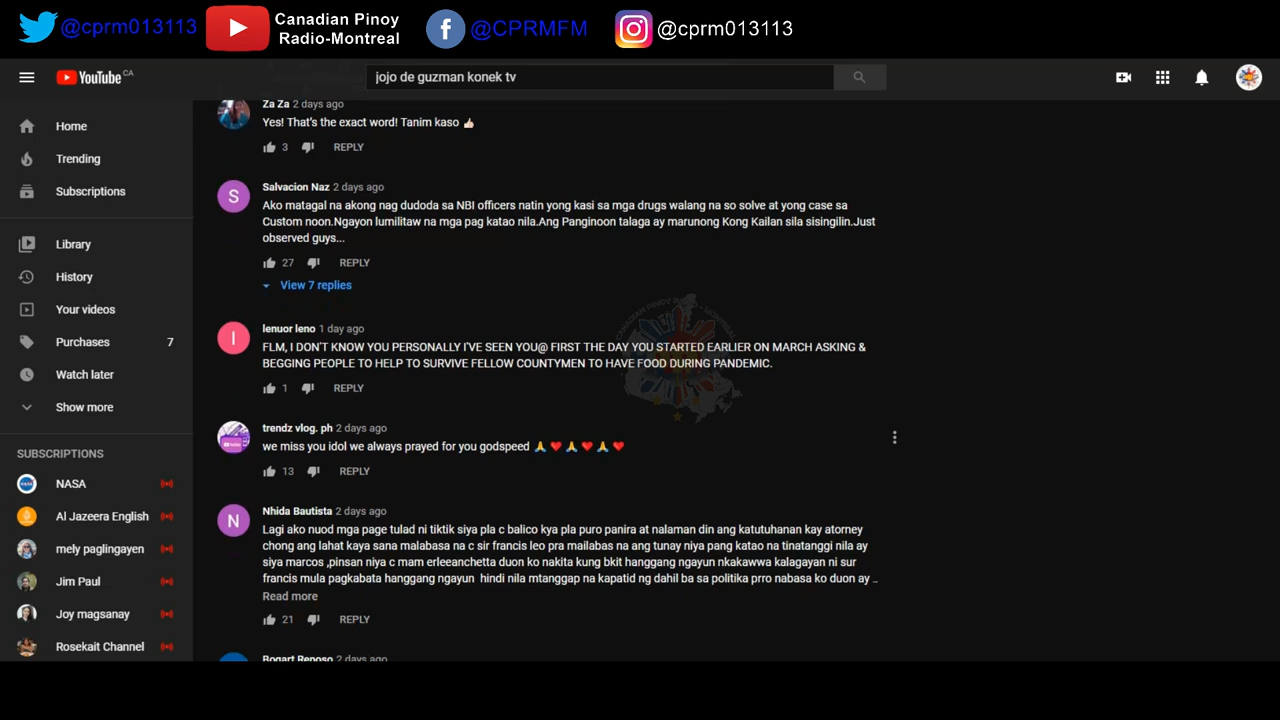 @cprm013113
Canadian Pinoy
Radio-Montreal
@CPRMFM
@cprm013113
YouTube CA
jojo de guzman konek tv
Home
Trending
Subscriptions
Library
History
Your videos
Purchases 7
Watch later
Show more
SUBSCRIPTIONS
NASA
Al Jazeera English
mely paglingayen
Jim Paul
Joy magsanay
Rosekait Channel
Za Za 2 days ago
Yes! That's the exact word! Tanim kaso 👍🏻
3 REPLY
S
Salvacion Naz 2 days ago
Ako matagal na akong nag dudoda sa NBI officers natin yong kasi sa mga drugs walang na so solve at yong case sa
Custom noon.Ngayon lumilitaw na mga pag katao nila.Ang Panginoon talaga ay marunong Kong Kailan sila sisingilin.Just
observed guys...
27 REPLY
View 7 replies
I
lenuor leno 1 day ago
FLM, I DON'T KNOW YOU PERSONALLY I'VE SEEN YOU@ FIRST THE DAY YOU STARTED EARLIER ON MARCH ASKING &
BEGGING PEOPLE TO HELP TO SURVIVE FELLOW COUNTYMEN TO HAVE FOOD DURING PANDEMIC.
1 REPLY
trendz vlog. ph 2 days ago
we miss you idol we always prayed for you godspeed 🙏❤️🙏❤️🙏❤️
13 REPLY
N
Nhida Bautista 2 days ago
Lagi ako nuod mga page tulad ni tiktik siya pla c balico kya pla puro panira at nalaman din ang katutuhanan kay atorney
chong ang lahat kaya sana malabasa na c sir francis leo pra mailabas na ang tunay niya pang katao na tinatanggi nila ay
siya marcos ,pinsan niya c mam erleeanchetta duon ko nakita kung bkit hanggang ngayun nkakawwa kalagayan ni sur
francis mula pagkabata hanggang ngayun hindi nila mtanggap na kapatid ng dahil ba sa politika prro nabasa ko duon ay ...
Read more
21 REPLY
Bogart Reposo 2 days ago